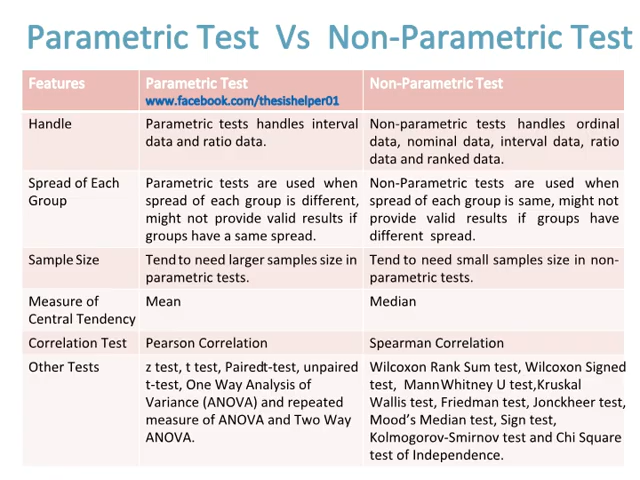 Parametric Test Vs Non-Parametric Test
Features
Parametric Test
www.facebook.com/thesishelper01
Non-Parametric Test
Handle
Parametric tests handles interval
data and ratio data.
Non-parametric tests handles ordinal
data, nominal data, interval data, ratio
data and ranked data.
Spread of Each
Group
Parametric tests are used when
spread of each group is different,
might not provide valid results if
groups have a same spread.
Non-Parametric tests are used when
spread of each group is same, might not
provide valid results if groups have
different spread.
Sample Size
Tend to need larger samples size in
parametric tests.
Tend to need small samples size in non-
parametric tests.
Measure of
Central Tendency
Mean
Median
Correlation Test
Pearson Correlation
Spearman Correlation
Other Tests
z test, t test, Pairedt-test, unpaired
t-test, One Way Analysis of
Variance (ANOVA) and repeated
measure of ANOVA and Two Way
ANOVA.
Wilcoxon Rank Sum test, Wilcoxon Signed
test, MannWhitney U test,Kruskal
Wallis test, Friedman test, Jonckheer test,
Mood's Median test, Sign test,
Kolmogorov-Smirnov test and Chi Square
test of Independence.